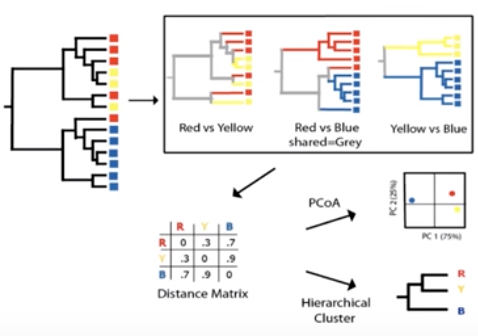 Red vs Yellow
Red vs Blue
shared=Grey
Yellow vs Blue
R Y B
R 0 .3 .7
Y .3 0 .9
B .7 .9 0
Distance Matrix
PCoA
PC 2 (25%)
PC 1 (75%)
Hierarchical
Cluster
R
Y
B